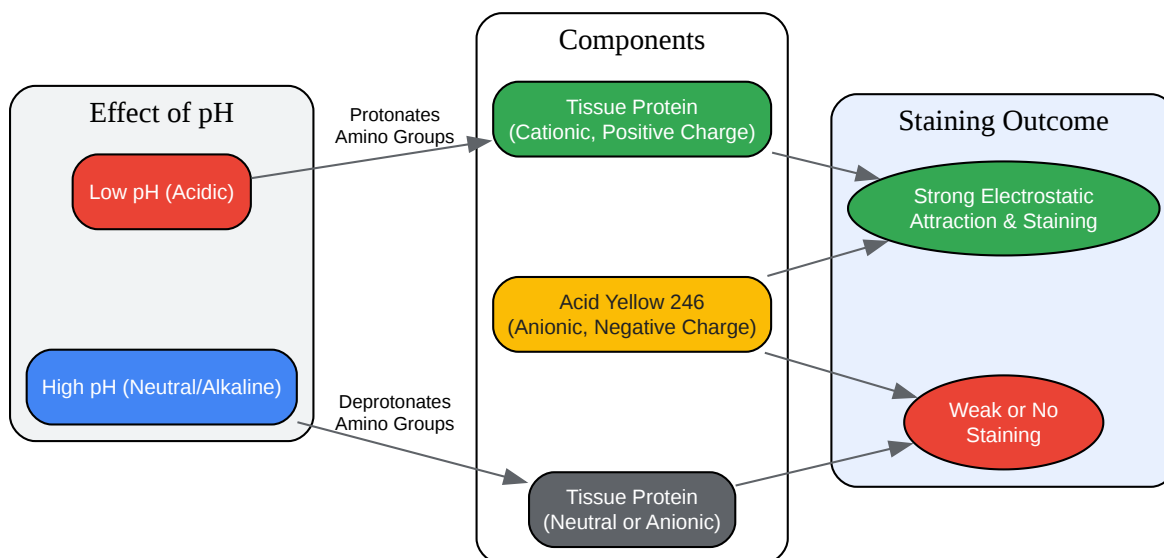 Effect of pH
Low pH (Acidic)
High pH (Neutral/Alkaline)
Protonates
Amino Groups
Deprotonates
Amino Groups
Components
Tissue Protein
(Cationic, Positive Charge)
Acid Yellow 246
(Anionic, Negative Charge)
Tissue Protein
(Neutral or Anionic)
Staining Outcome
Strong Electrostatic
Attraction & Staining
Weak or No
Staining